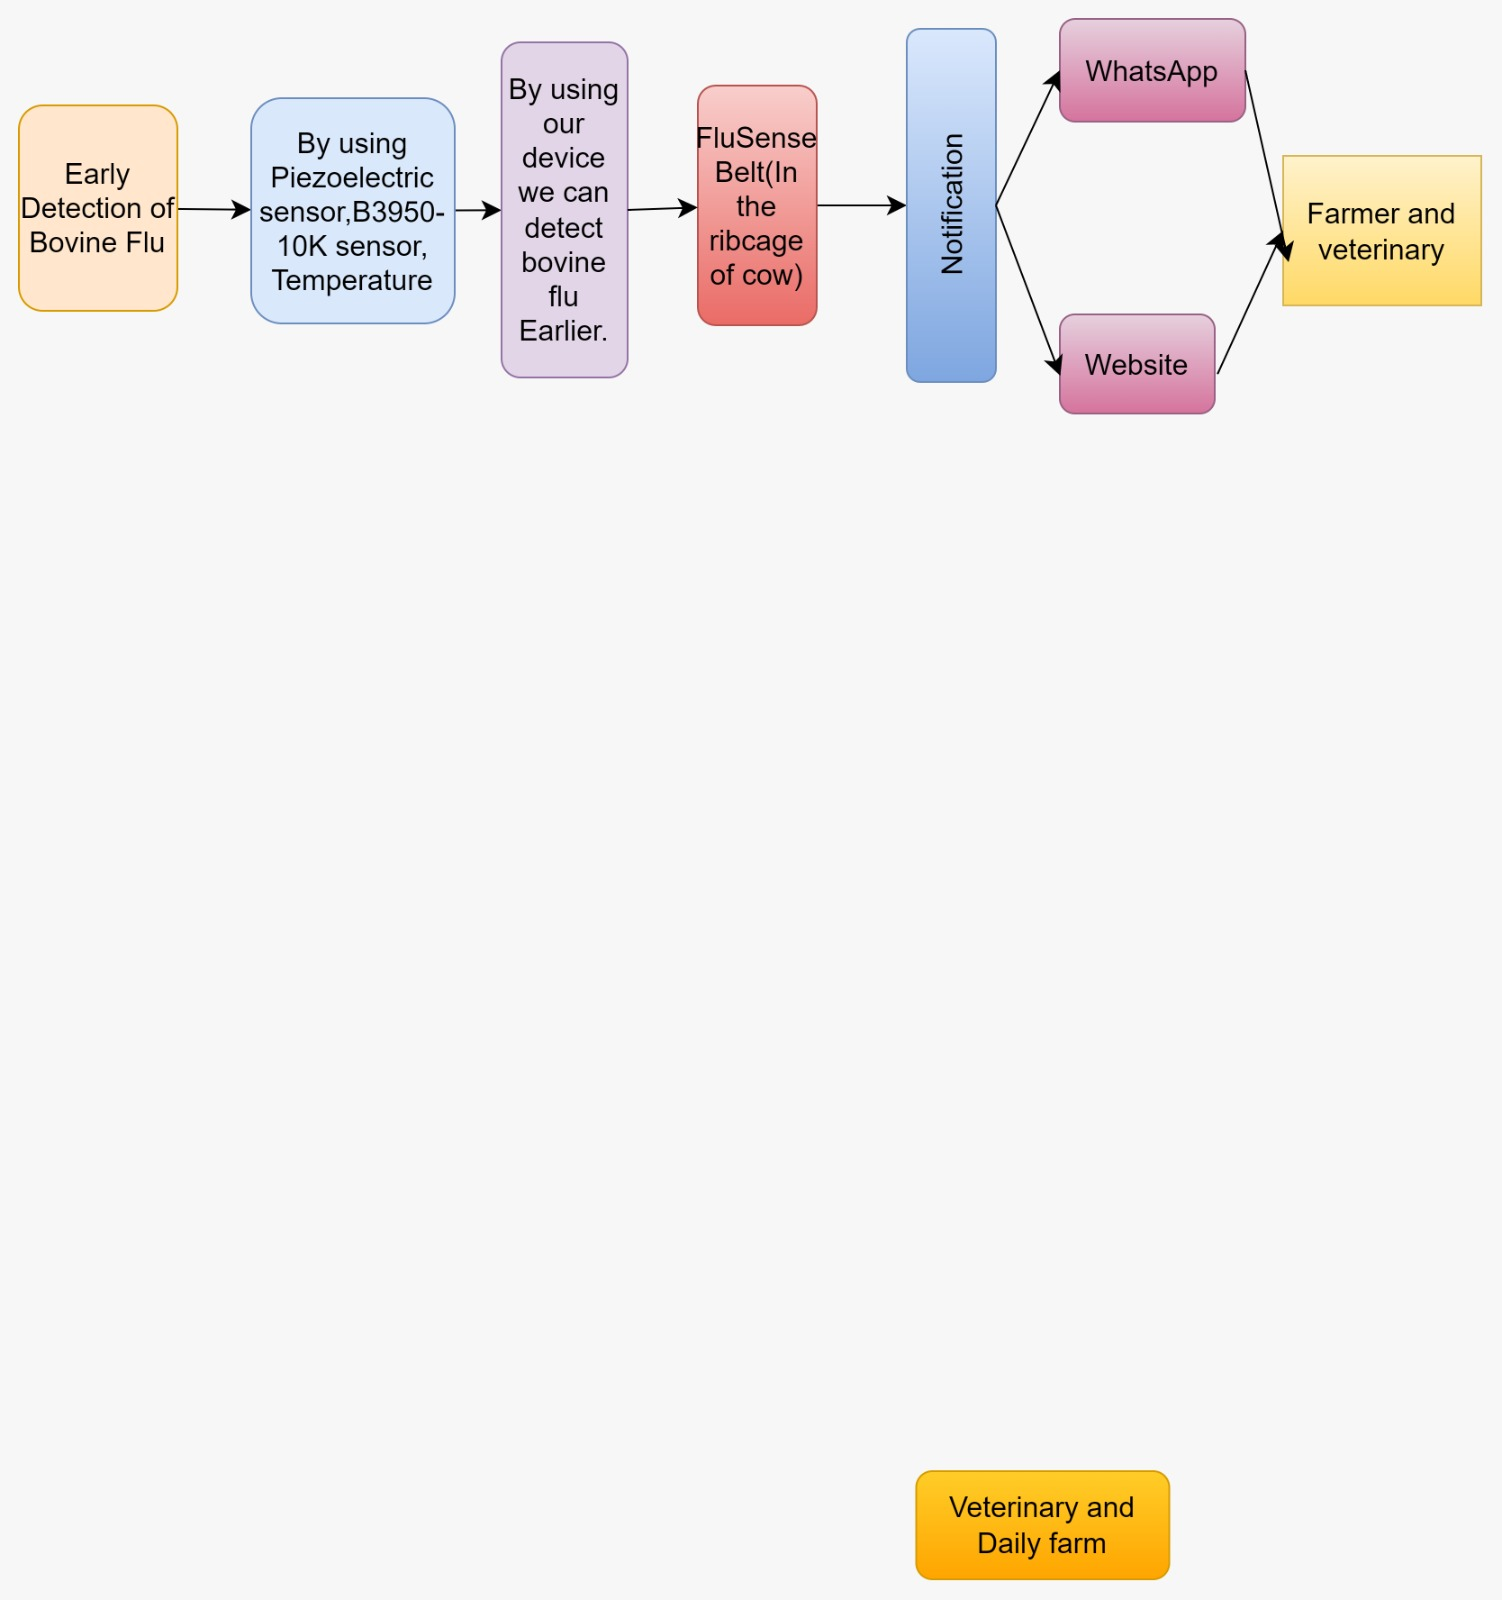 Early
Detection of
Bovine Flu
By using
Piezoelectric
sensor,B3950-
10K sensor,
Temperature
By using
our
device
we can
detect
bovine
flu
Earlier.
FluSense
Belt(In
the
ribcage
of cow)
Notification
WhatsApp
Website
Farmer and
veterinary
Veterinary and
Daily farm